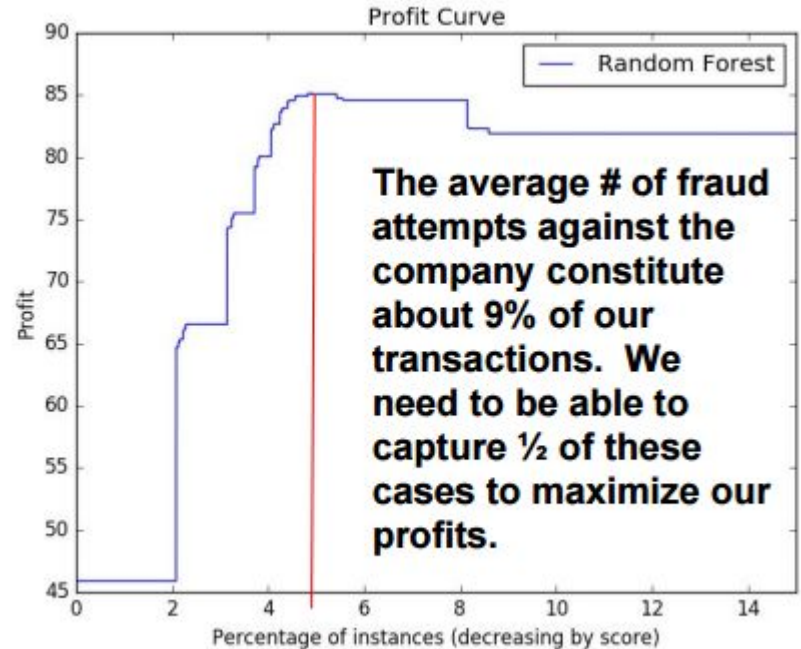 Profit Curve
90
85
80
75
70
65
60
55
50
45
Profit
Random Forest
The average # of fraud
attempts against the
company constitute
about 9% of our
transactions. We
need to be able to
capture ½ of these
cases to maximize our
profits.
0 2 4 6 8 10 12 14
Percentage of instances (decreasing by score)